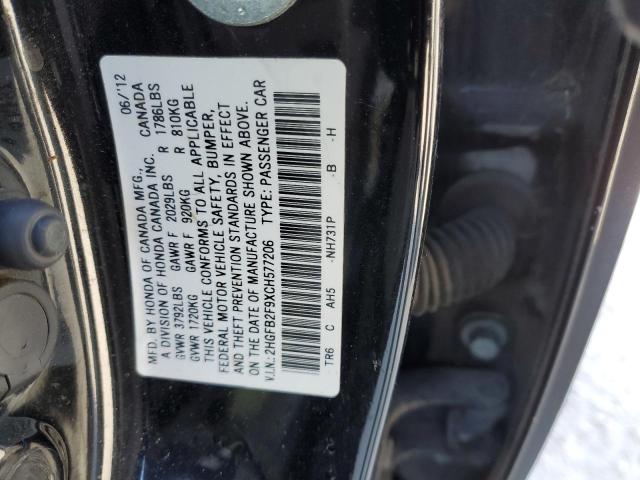 MFD. BY HONDA OF CANADA MFG., 06/'12
A DIVISION OF HONDA CANADA INC. CANADA
GVWR 3792LBS GAWR F 2029LBS R 1786LBS
GVWR 1720KG GAWR F 920KG R 810KG
THIS VEHICLE CONFORMS TO ALL APPLICABLE
FEDERAL MOTOR VEHICLE SAFETY, BUMPER,
AND THEFT PREVENTION STANDARDS IN EFFECT
ON THE DATE OF MANUFACTURE SHOWN ABOVE.
V.I.N.: 2HGFB2F9XCH577206 TYPE: PASSENGER CAR
TR6 C AH5 -NH731P -B -H